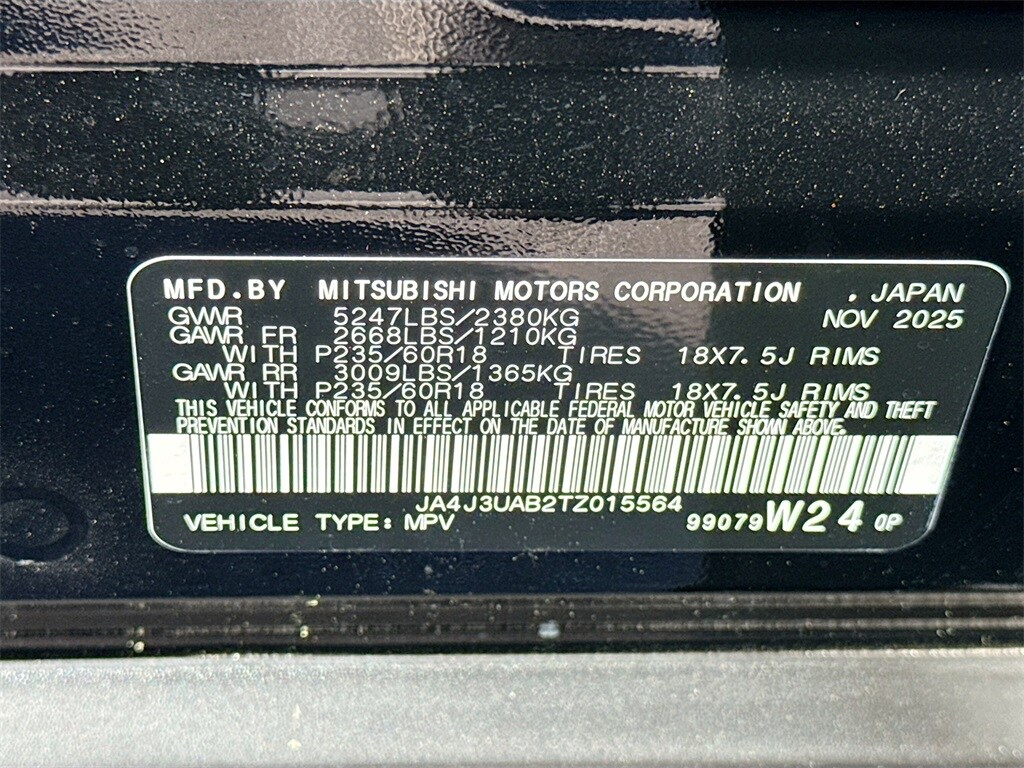 MFD.BY MITSUBISHI MOTORS CORPORATION . JAPAN
GVWR 5247LBS/2380KG NOV 2025
GAWR FR 2668LBS/1210KG
WITH P235/60R18 TIRES 18X7.5J RIMS
GAWR RR 3009LBS/1365KG
WITH P235/60R18 TIRES 18X7.5J RIMS
THIS VEHICLE CONFORMS TO ALL APPLICABLE FEDERAL MOTOR VEHICLE SAFETY AND THEFT
PREVENTION STANDARDS IN EFFECT ON THE DATE OF MANUFACTURE SHOWN ABOVE.
JA4J3UAB2TZ015564
VEHICLE TYPE: MPV 99079W24 OP